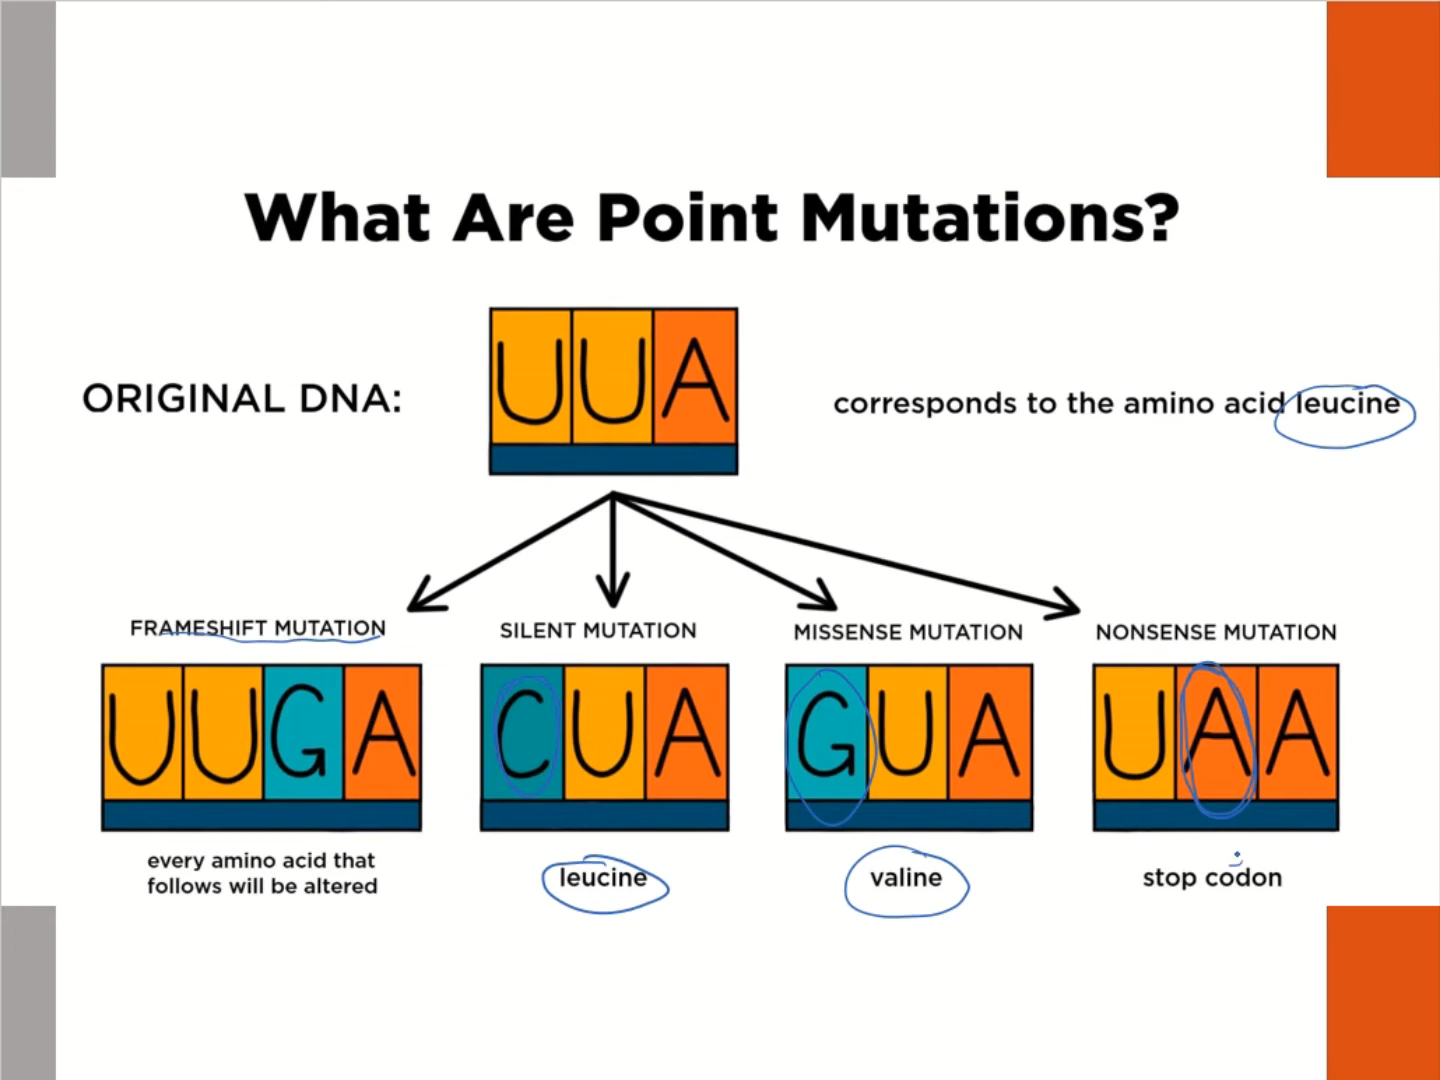 What Are Point Mutations?
ORIGINAL DNA:
UUA
corresponds to the amino acid leucine
FRAMESHIFT MUTATION
UUGA
every amino acid that
follows will be altered
SILENT MUTATION
CUA
leucine
MISSENSE MUTATION
GUA
valine
NONSENSE MUTATION
UAA
stop codon